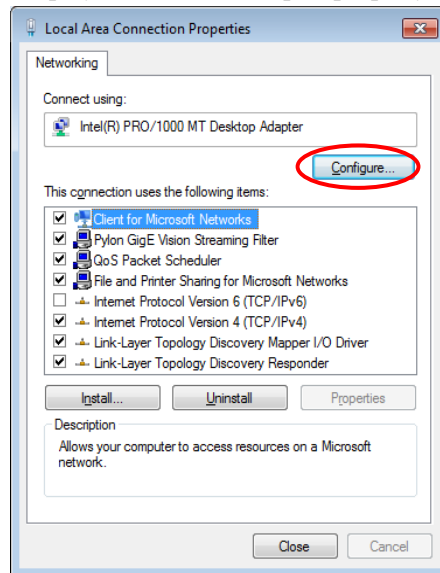 Local Area Connection Properties
Networking
Connect using:
Intel(R) PRO/1000 MT Desktop Adapter
Configure...
This connection uses the following items:
Client for Microsoft Networks
Pylon GigE Vision Streaming Filter
QoS Packet Scheduler
File and Printer Sharing for Microsoft Networks
Internet Protocol Version 6 (TCP/IPv6)
Internet Protocol Version 4 (TCP/IPv4)
Link-Layer Topology Discovery Mapper I/O Driver
Link-Layer Topology Discovery Responder
Install... Uninstall Properties
Description
Allows your computer to access resources on a Microsoft
network.
Close Cancel